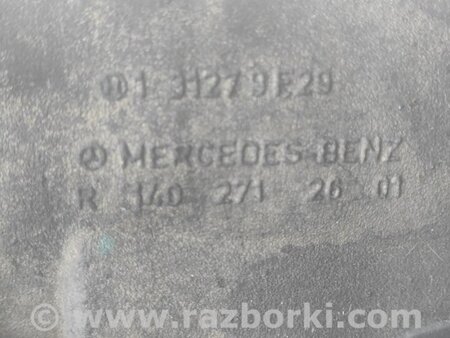 1 31279E29
MERCEDES-BENZ
R 140 271 26 01
© www.razborki.com